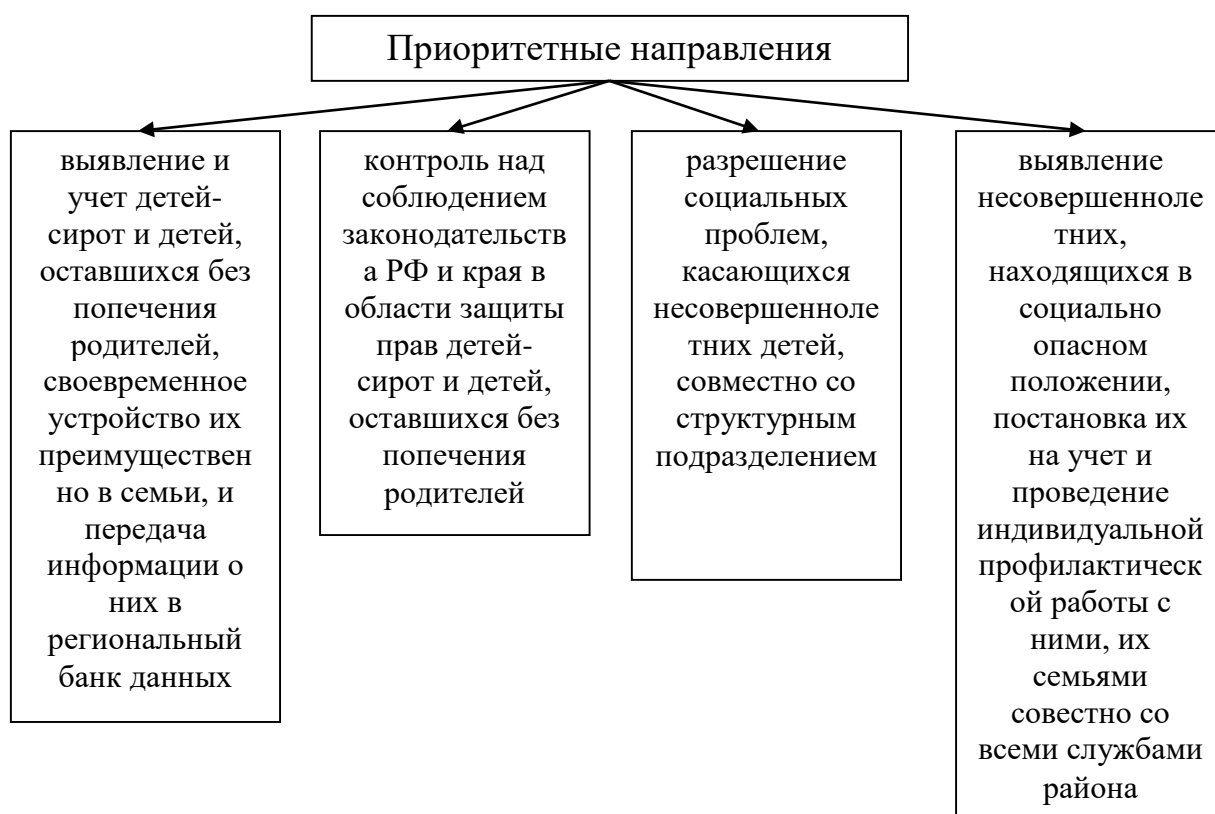 Приоритетные направления
выявление и
учет детей-
сирот и детей,
оставшихся без
попечения
родителей,
своевременное
устройство их
преимуществен
но в семьи, и
передача
информации о
них в
региональный
банк данных
контроль над
соблюдением
законодательств
а РФ и края в
области защиты
прав детей-
сирот и детей,
оставшихся без
попечения
родителей
разрешение
социальных
проблем,
касающихся
несовершенноле
тних детей,
совместно со
структурным
подразделением
выявление
несовершенноле
тних,
находящихся в
социально
опасном
положении,
постановка их
на учет и
проведение
индивидуальной
профилактическ
ой работы с
ними, их
семьями
совестно со
всеми службами
района